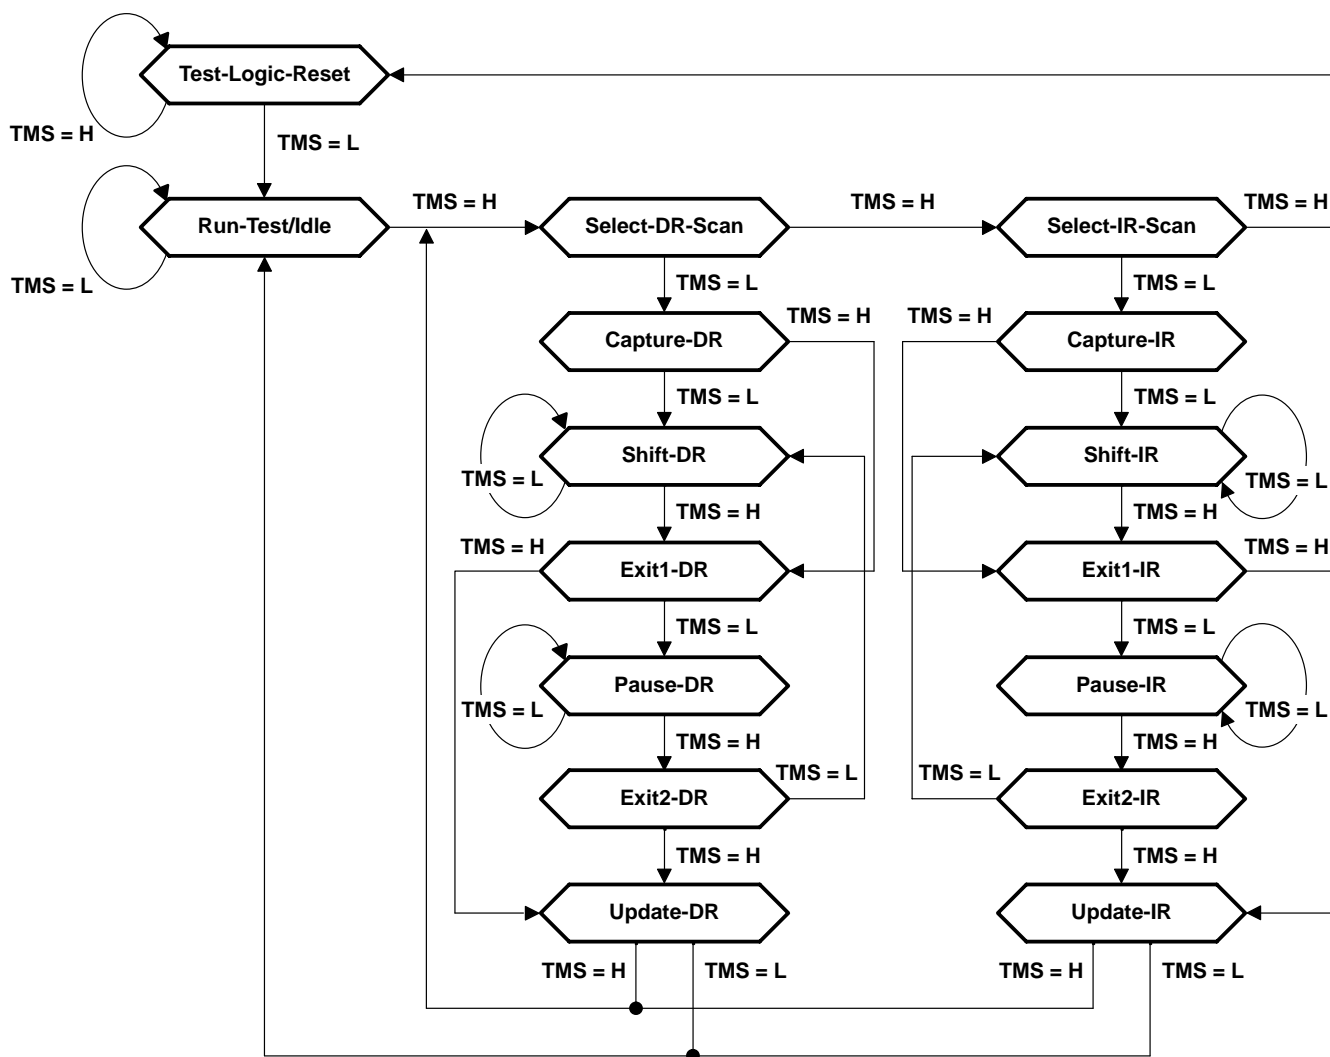 Test-Logic-Reset
TMS = H
TMS = L
Run-Test/Idle
TMS = L
TMS = H
Select-DR-Scan
TMS = H
Select-IR-Scan
TMS = H
TMS = L
TMS = L
Capture-DR
TMS = H
TMS = H
Capture-IR
TMS = L
TMS = L
Shift-DR
TMS = L
Shift-IR
TMS = L
TMS = H
TMS = H
TMS = H
Exit1-DR
Exit1-IR
TMS = H
TMS = L
TMS = L
Pause-DR
TMS = L
Pause-IR
TMS = L
TMS = H
TMS = H
Exit2-DR
TMS = L
TMS = L
Exit2-IR
TMS = H
TMS = H
Update-DR
Update-IR
TMS = H
TMS = L
TMS = H
TMS = L